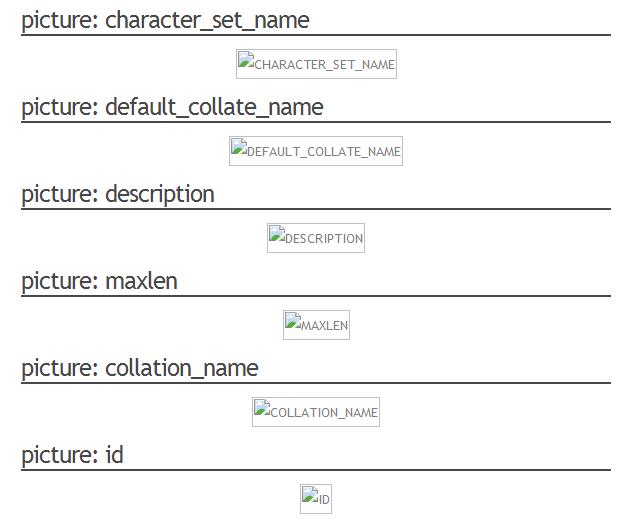 picture: character_set_name
CHARACTER_SET_NAME
picture: default_collate_name
DEFAULT_COLLATE_NAME
picture: description
DESCRIPTION
picture: maxlen
MAXLEN
picture: collation_name
COLLATION_NAME
picture: id
ID